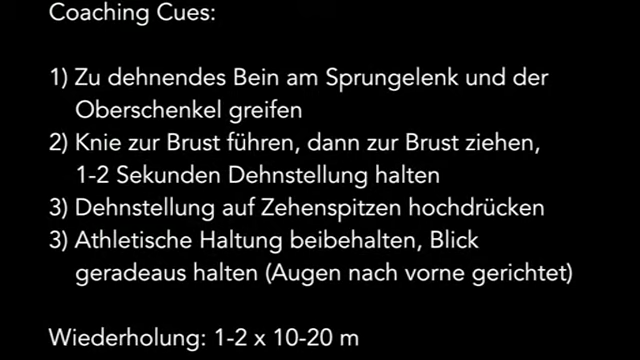 Coaching Cues:
1) Zu dehnendes Bein am Sprungelenk und der
Oberschenkel greifen
2) Knie zur Brust führen, dann zur Brust ziehen,
1-2 Sekunden Dehnstellung halten
3) Dehnstellung auf Zehenspitzen hochdrücken
3) Athletische Haltung beibehalten, Blick
geradeaus halten (Augen nach vorne gerichtet)
Wiederholung: 1-2 x 10-20 m